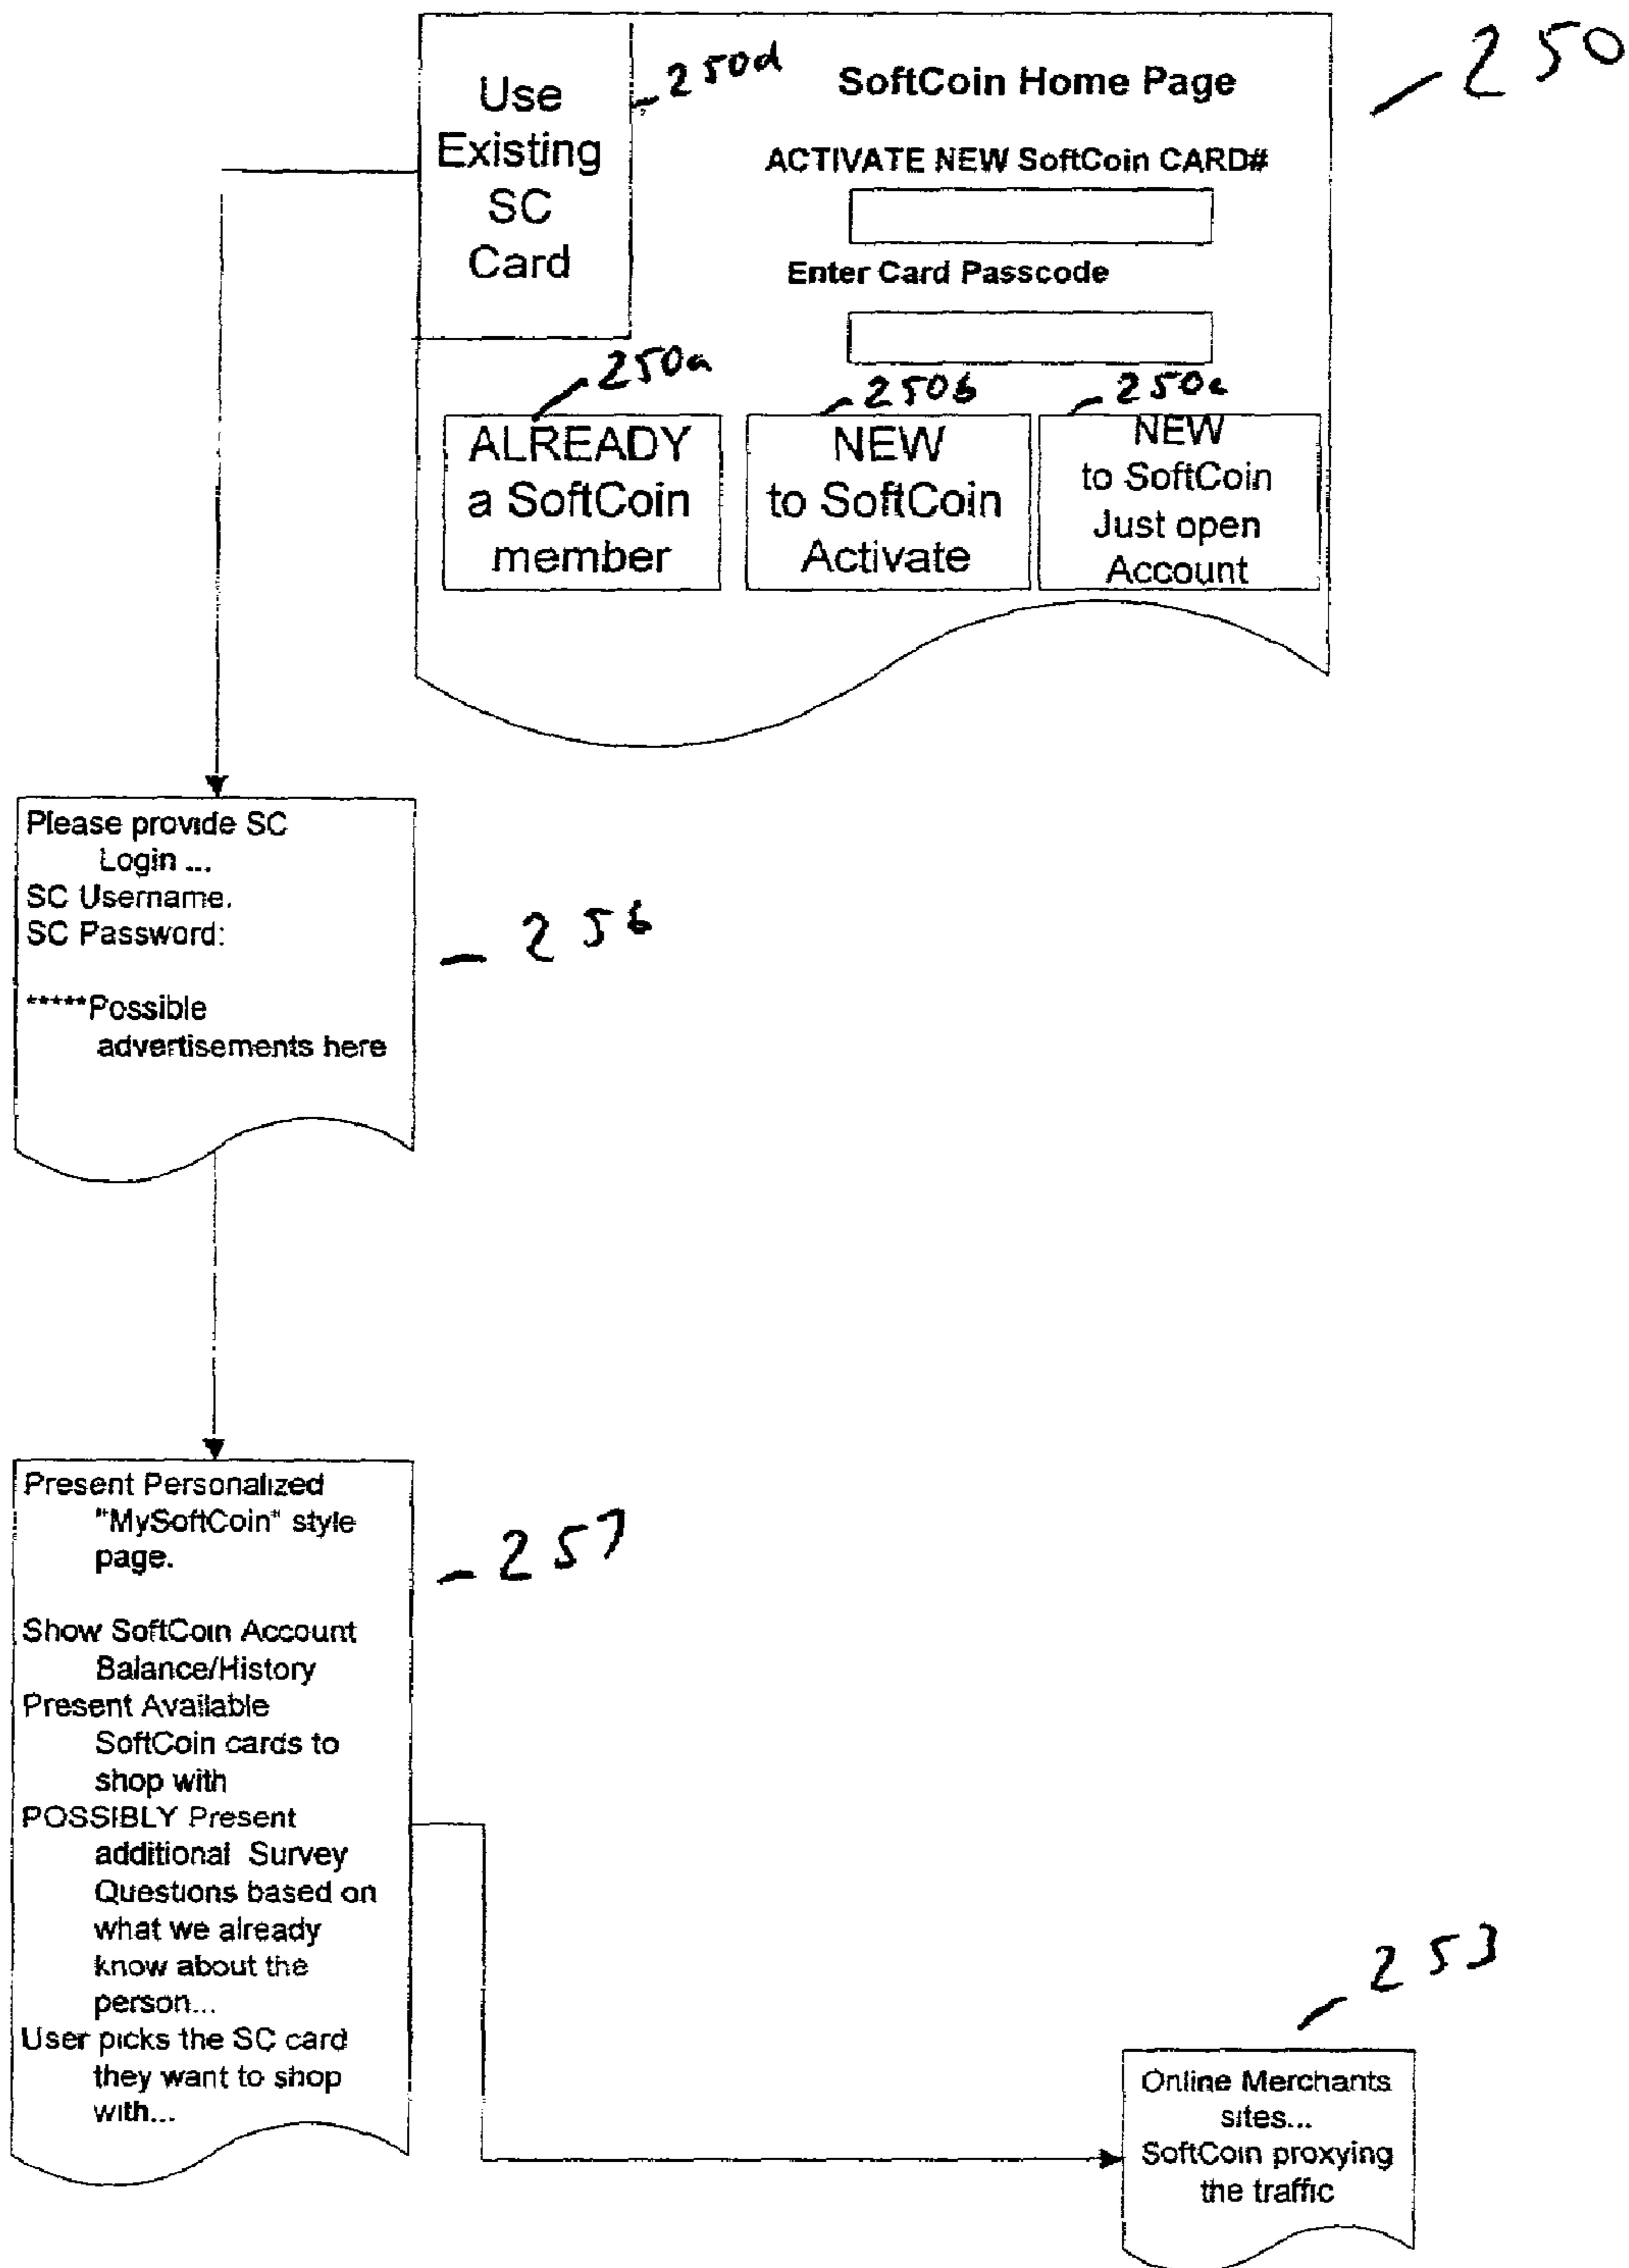 250
Use
Existing
SC
Card
250d
SoftCoin Home Page
ACTIVATE NEW SoftCoin CARD#
Enter Card Passcode
250a
250b
250c
ALREADY
a SoftCoin
member
NEW
to SoftCoin
Activate
NEW
to SoftCoin
Just open
Account
Please provide SC
Login ...
SC Username.
SC Password:
*****Possible
advertisements here
256
Present Personalized
"MySoftCoin" style
page.
Show SoftCoin Account
Balance/History
Present Available
SoftCoin cards to
shop with
POSSIBLY Present
additional Survey
Questions based on
what we already
know about the
person...
User picks the SC card
they want to shop
with...
257
253
Online Merchants
sites...
SoftCoin proxying
the traffic